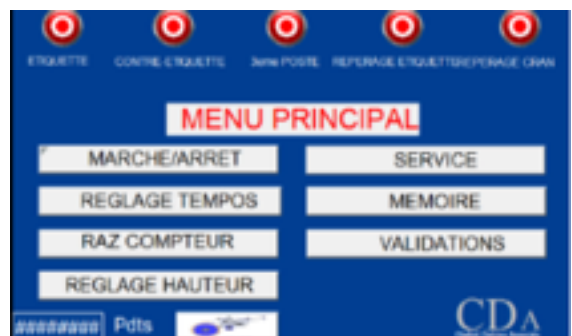 ETIQUETTE CONTRE-ETIQUETTE 3eme POSTE REPERAGE ETIQUETTE REPERAGE CRAN
MENU PRINCIPAL
MARCHE/ARRET SERVICE
REGLAGE TEMPOS MEMOIRE
RAZ COMPTEUR VALIDATIONS
REGLAGE HAUTEUR
######## Pdts CDA